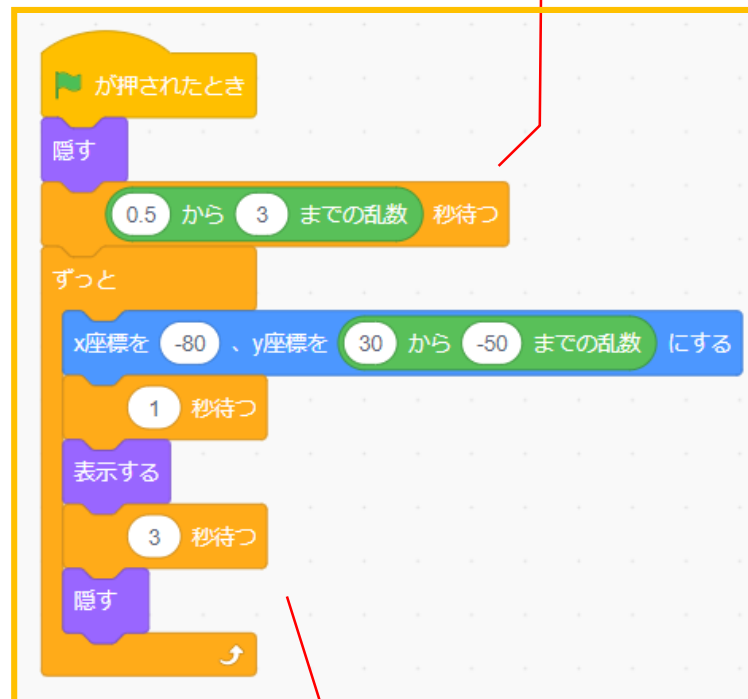 が押されたとき
隠す
0.5 から 3 までの乱数 秒待つ
ずっと
x座標を -80 、y座標を 30 から -50 までの乱数 にする
1 秒待つ
表示する
3 秒待つ
隠す